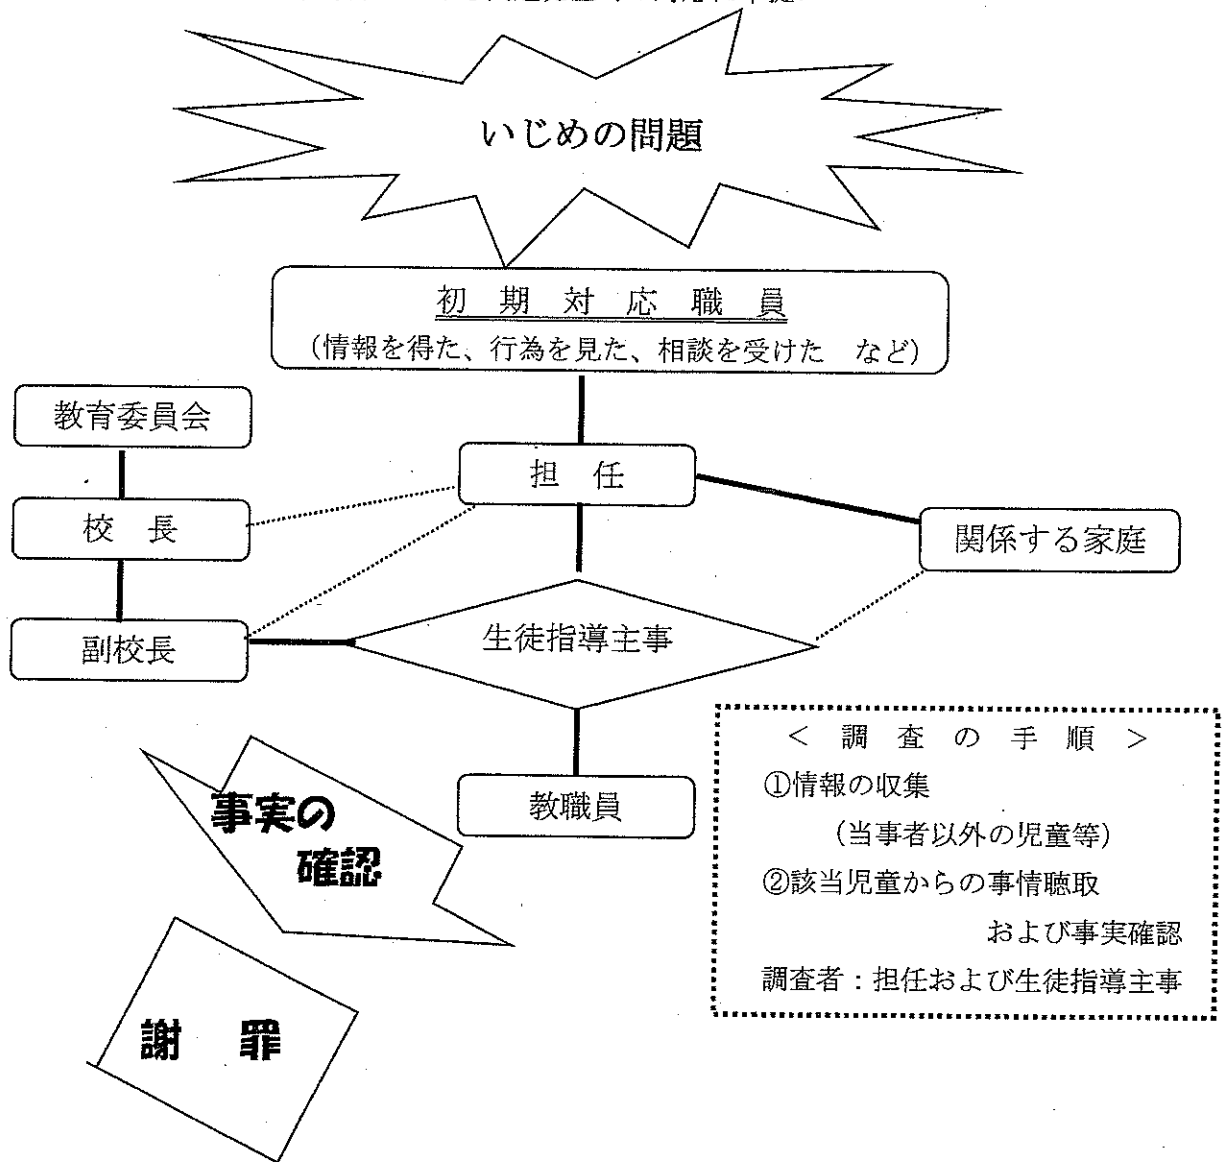 いじめの問題
初 期 対 応 職 員
(情報を得た、行為を見た、相談を受けた　など)
教育委員会
担　任
校　長
関係する家庭
副校長
生徒指導主事
教職員
事実の
確認
謝　罪
＜　調　査　の　手　順　＞
①情報の収集
(当事者以外の児童等)
②該当児童からの事情聴取
および事実確認
調査者：担任および生徒指導主事